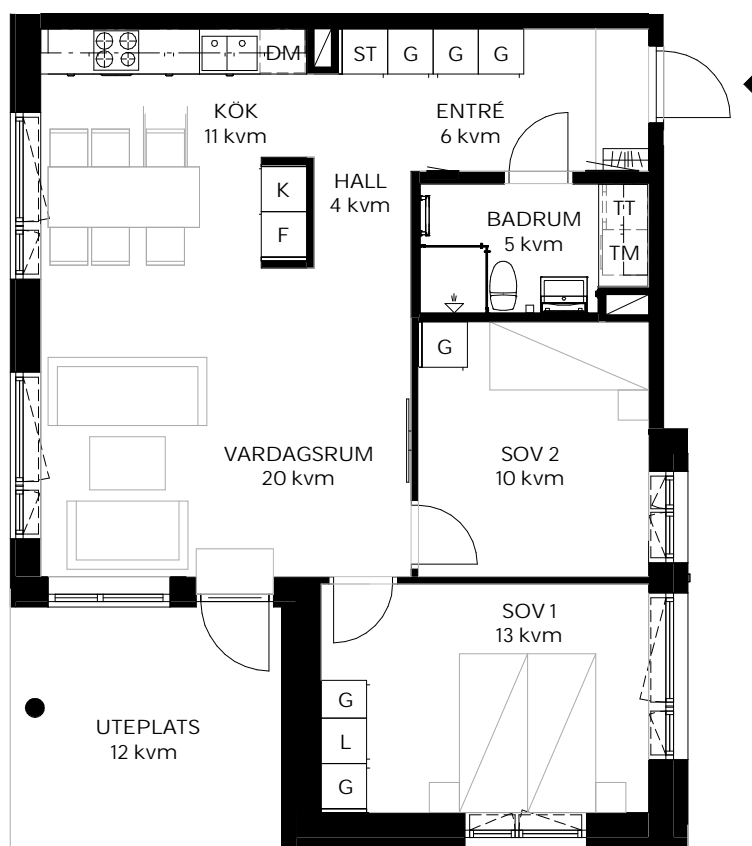 DM
ST G G G
KÖK
11 kvm
ENTRÉ
6 kvm
HALL
4 kvm
K
F
BADRUM
5 kvm
TT
TM
G
VARDAGSRUM
20 kvm
SOV 2
10 kvm
SOV 1
13 kvm
G
L
G
UTEPLATS
12 kvm